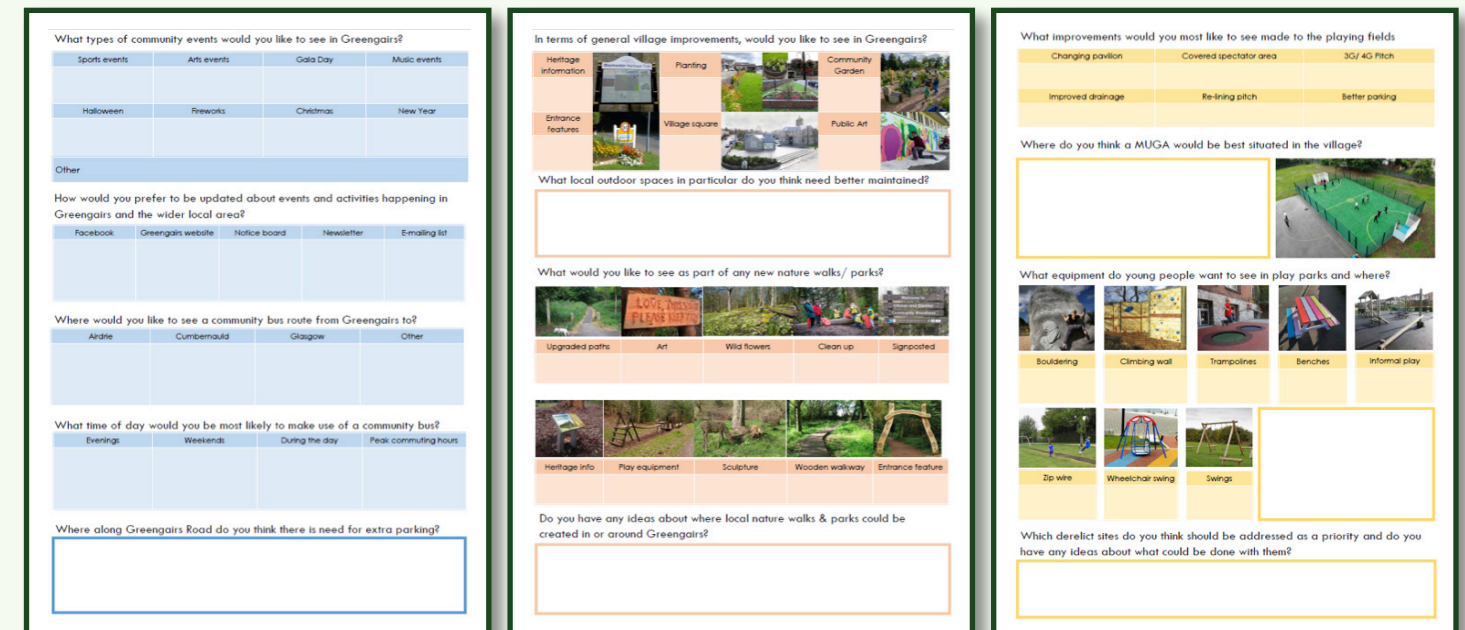 What types of community events would you like to see in Greengairs?
Sports events Arts events Gala Day Music events
Halloween Fireworks Christmas New Year
Other
How would you prefer to be updated about events and activities happening in
Greengairs and the wider local area?
Facebook Greengairs website Notice board Newsletter E-mailing list
Where would you like to see a community bus route from Greengairs to?
Airdrie Cumbernauld Glasgow Other
What time of day would you be most likely to make use of a community bus?
Evenings Weekends During the day Peak commuting hours
Where along Greengairs Road do you think there is need for extra parking?
In terms of general village improvements, would you like to see in Greengairs?
Heritage
information
Planting
Community
Garden
Entrance
features
Village square
Public Art
What local outdoor spaces in particular do you think need better maintained?
What would you like to see as part of any new nature walks/ parks?
Upgraded paths Art Wild flowers Clean up Signposted
Heritage info Play equipment Sculpture Wooden walkway Entrance feature
Do you have any ideas about where local nature walks & parks could be
created in or around Greengairs?
What improvements would you most like to see made to the playing fields
Changing pavilion Covered spectator area 3G/ 4G Pitch
Improved drainage Re-lining pitch Better parking
Where do you think a MUGA would be best situated in the village?
What equipment do young people want to see in play parks and where?
Bouldering Climbing wall Trampolines Benches Informal play
Zip wire Wheelchair swing Swings
Which derelict sites do you think should be addressed as a priority and do you
have any ideas about what could be done with them?